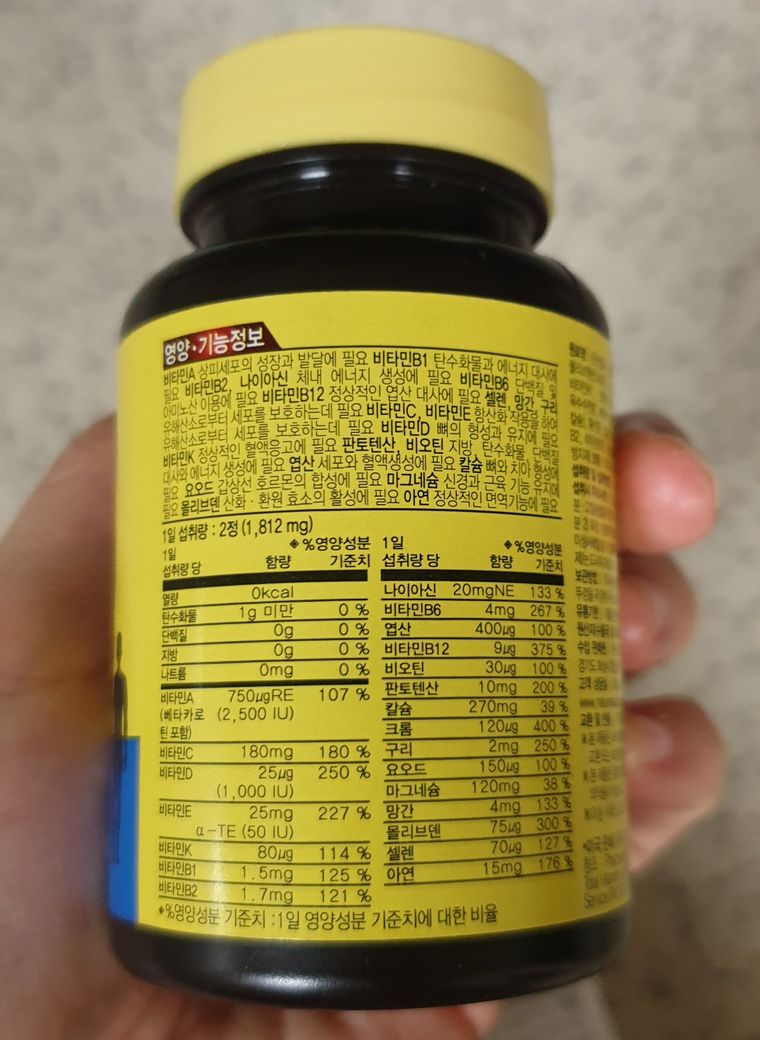 영양·기능정보
비타민A 상피세포의 성장과 발달에 필요 비타민B1 탄수화물과 에너지 대사에
필요 비타민B2, 나이아신 체내 에너지 생성에 필요 비타민B6 단백질 및
아미노산 이용에 필요 비타민B12 정상적인 엽산 대사에 필요 셀렌, 망간, 구리
유해산소로부터 세포를 보호하는데 필요 비타민C, 비타민E 항산화 작용을 하여
유해산소로부터 세포를 보호하는데 필요 비타민D 뼈의 형성과 유지에 필요
비타민K 정상적인 혈액응고에 필요 판토텐산, 비오틴 지방, 탄수화물, 단백질
대사와 에너지 생성에 필요 엽산 세포와 혈액생성에 필요 칼슘 뼈와 치아 형성에
필요 요오드 갑상선 호르몬의 합성에 필요 마그네슘 신경과 근육 기능 유지에
필요 몰리브덴 산화·환원 효소의 활성에 필요 아연 정상적인 면역기능에 필요
1일 섭취량 : 2정 (1,812 mg)
1일 ◈%영양성분
섭취량 당 함량 기준치
열량 0kcal
탄수화물 1g 미만 0 %
단백질 0g 0 %
지방 0g 0 %
나트륨 0mg 0 %
비타민A 750㎍RE 107 %
(베타카로 (2,500 IU)
틴 포함)
비타민C 180mg 180 %
비타민D 25㎍ 250 %
(1,000 IU)
비타민E 25mg 227 %
α-TE (50 IU)
비타민K 80㎍ 114 %
비타민B1 1.5mg 125 %
비타민B2 1.7mg 121 %
1일 ◈%영양성분
섭취량 당 함량 기준치
나이아신 20mgNE 133 %
비타민B6 4mg 267 %
엽산 400㎍ 100 %
비타민B12 9㎍ 375 %
비오틴 30㎍ 100 %
판토텐산 10mg 200 %
칼슘 270mg 39 %
크롬 120㎍ 400 %
구리 2mg 250 %
요오드 150㎍ 100 %
마그네슘 120mg 38 %
망간 4mg 133 %
몰리브덴 75㎍ 300 %
셀렌 70㎍ 127 %
아연 15mg 176 %
◈%영양성분 기준치 :1일 영양성분 기준치에 대한 비율